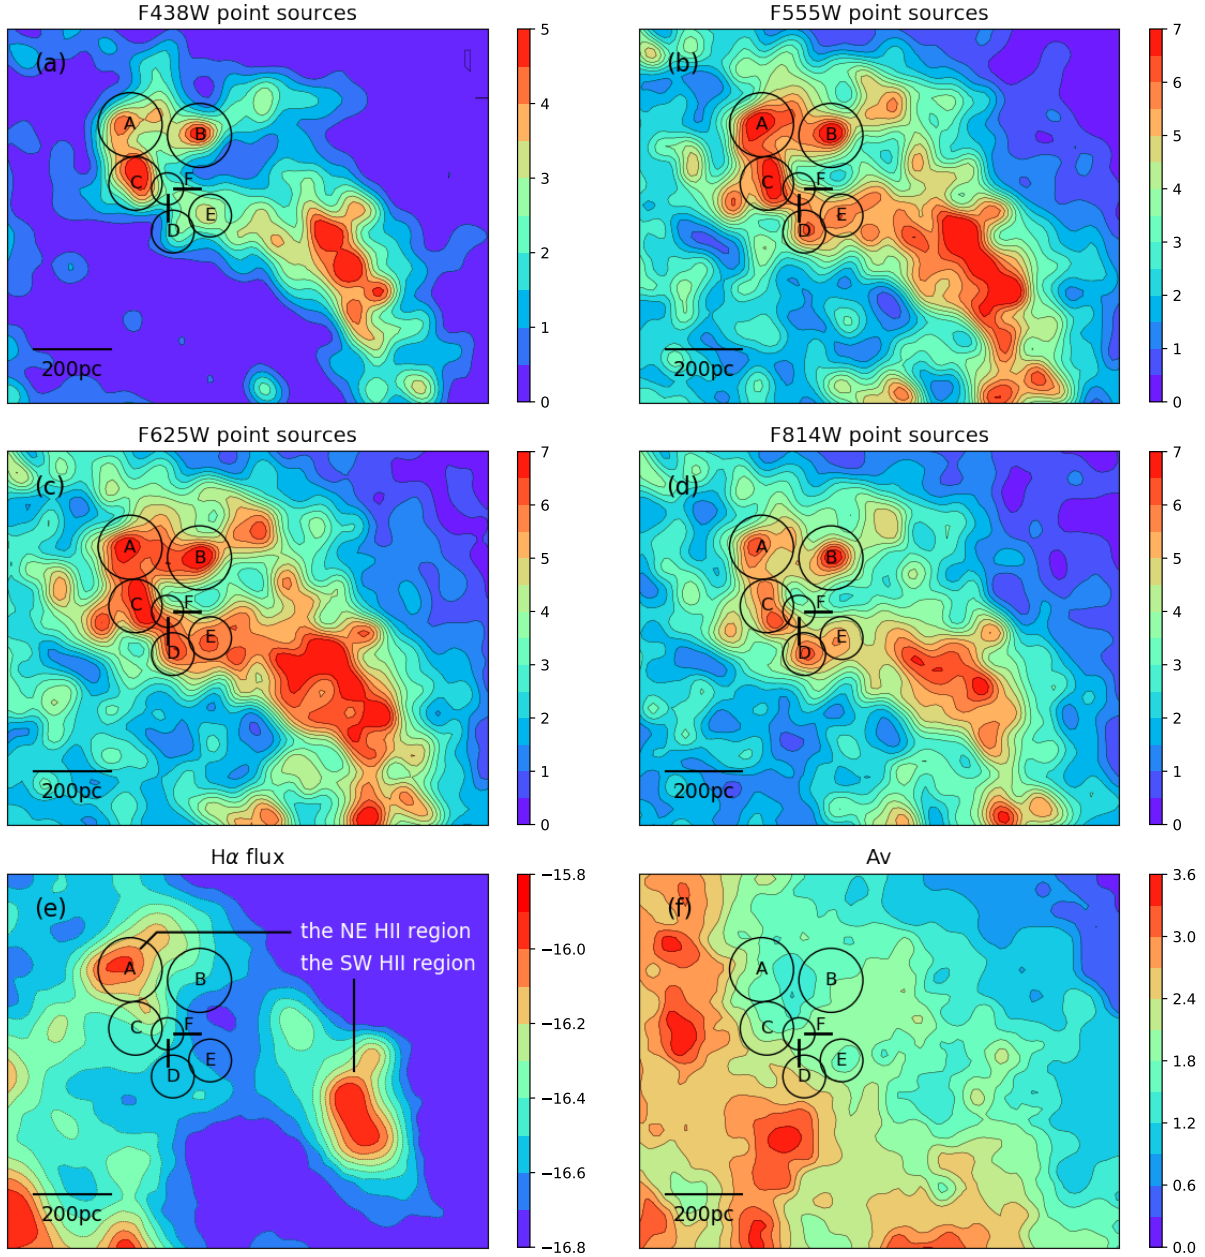 F438W point sources
F555W point sources
(a)
A
B
C
F
E
D
200pc
5
4
3
2
1
0
(b)
A
B
C
F
E
D
200pc
7
6
5
4
3
2
1
0
F625W point sources
F814W point sources
(c)
A
B
C
F
E
D
200pc
7
6
5
4
3
2
1
0
(d)
A
B
C
F
E
D
200pc
7
6
5
4
3
2
1
0
Hα flux
Av
(e)
the NE HII region
the SW HII region
A
B
C
F
E
D
200pc
−15.8
−16.0
−16.2
−16.4
−16.6
−16.8
(f)
A
B
C
F
E
D
200pc
3.6
3.0
2.4
1.8
1.2
0.6
0.0